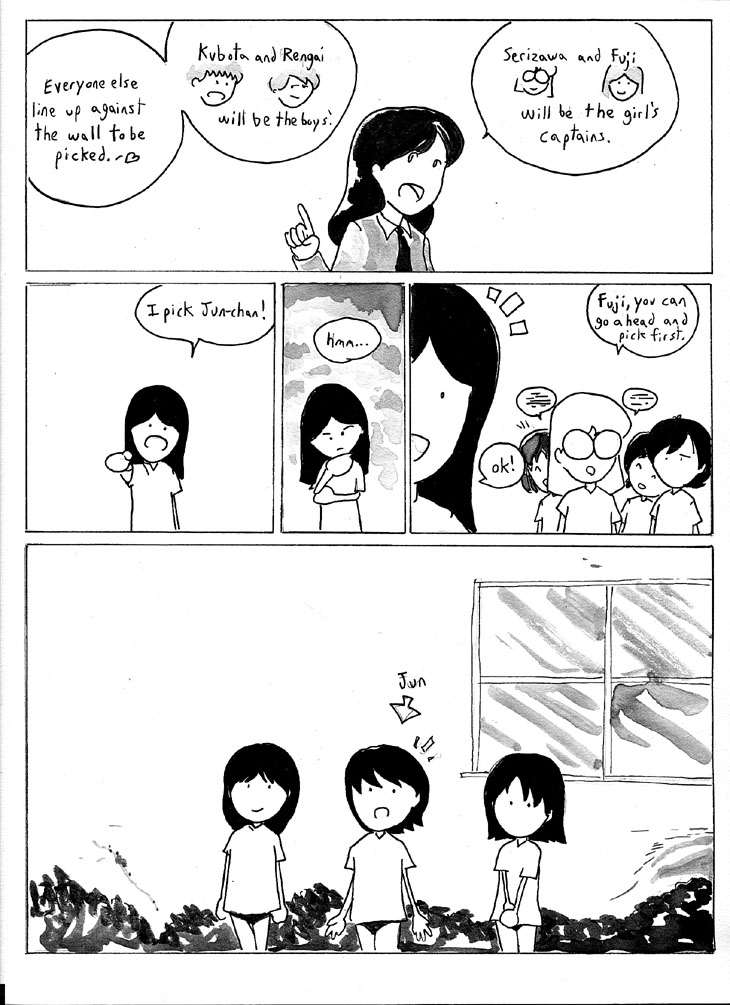 Serizawa and Fuji
will be the girl's
captains.
Kubota and Rengai
will be the boys'.
Everyone else
line up against
the wall to be
picked.
Fuji, you can
go ahead and
pick first.
ok!
Hmn...
I pick Jun-chan!
Jun